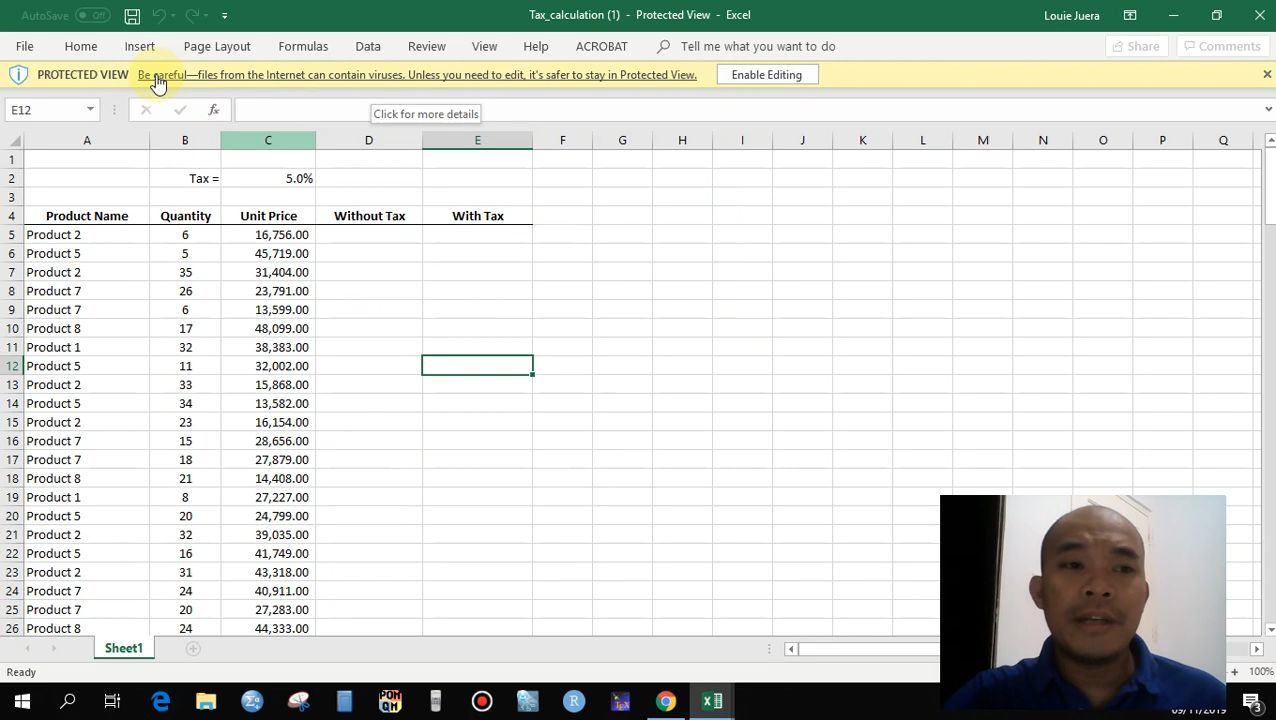 AutoSave Off
Tax_calculation (1) - Protected View - Excel
Louie Juera
File Home Insert Page Layout Formulas Data Review View Help ACROBAT Tell me what you want to do Share Comments
PROTECTED VIEW Be careful—files from the Internet can contain viruses. Unless you need to edit, it's safer to stay in Protected View. Enable Editing
E12 fx
Click for more details
A B C D E F G H I J K L M N O P Q
1
2 Tax = 5.0%
3
4 Product Name Quantity Unit Price Without Tax With Tax
5 Product 2 6 16,756.00
6 Product 5 5 45,719.00
7 Product 2 35 31,404.00
8 Product 7 26 23,791.00
9 Product 7 6 13,599.00
10 Product 8 17 48,099.00
11 Product 1 32 38,383.00
12 Product 5 11 32,002.00
13 Product 2 33 15,868.00
14 Product 5 34 13,582.00
15 Product 2 23 16,154.00
16 Product 7 15 28,656.00
17 Product 7 18 27,879.00
18 Product 8 21 14,408.00
19 Product 1 8 27,227.00
20 Product 5 20 24,799.00
21 Product 2 32 39,035.00
22 Product 5 16 41,749.00
23 Product 2 31 43,318.00
24 Product 7 24 40,911.00
25 Product 7 20 27,283.00
26 Product 8 24 44,333.00
Sheet1
Ready
100%
09/11/2019
3